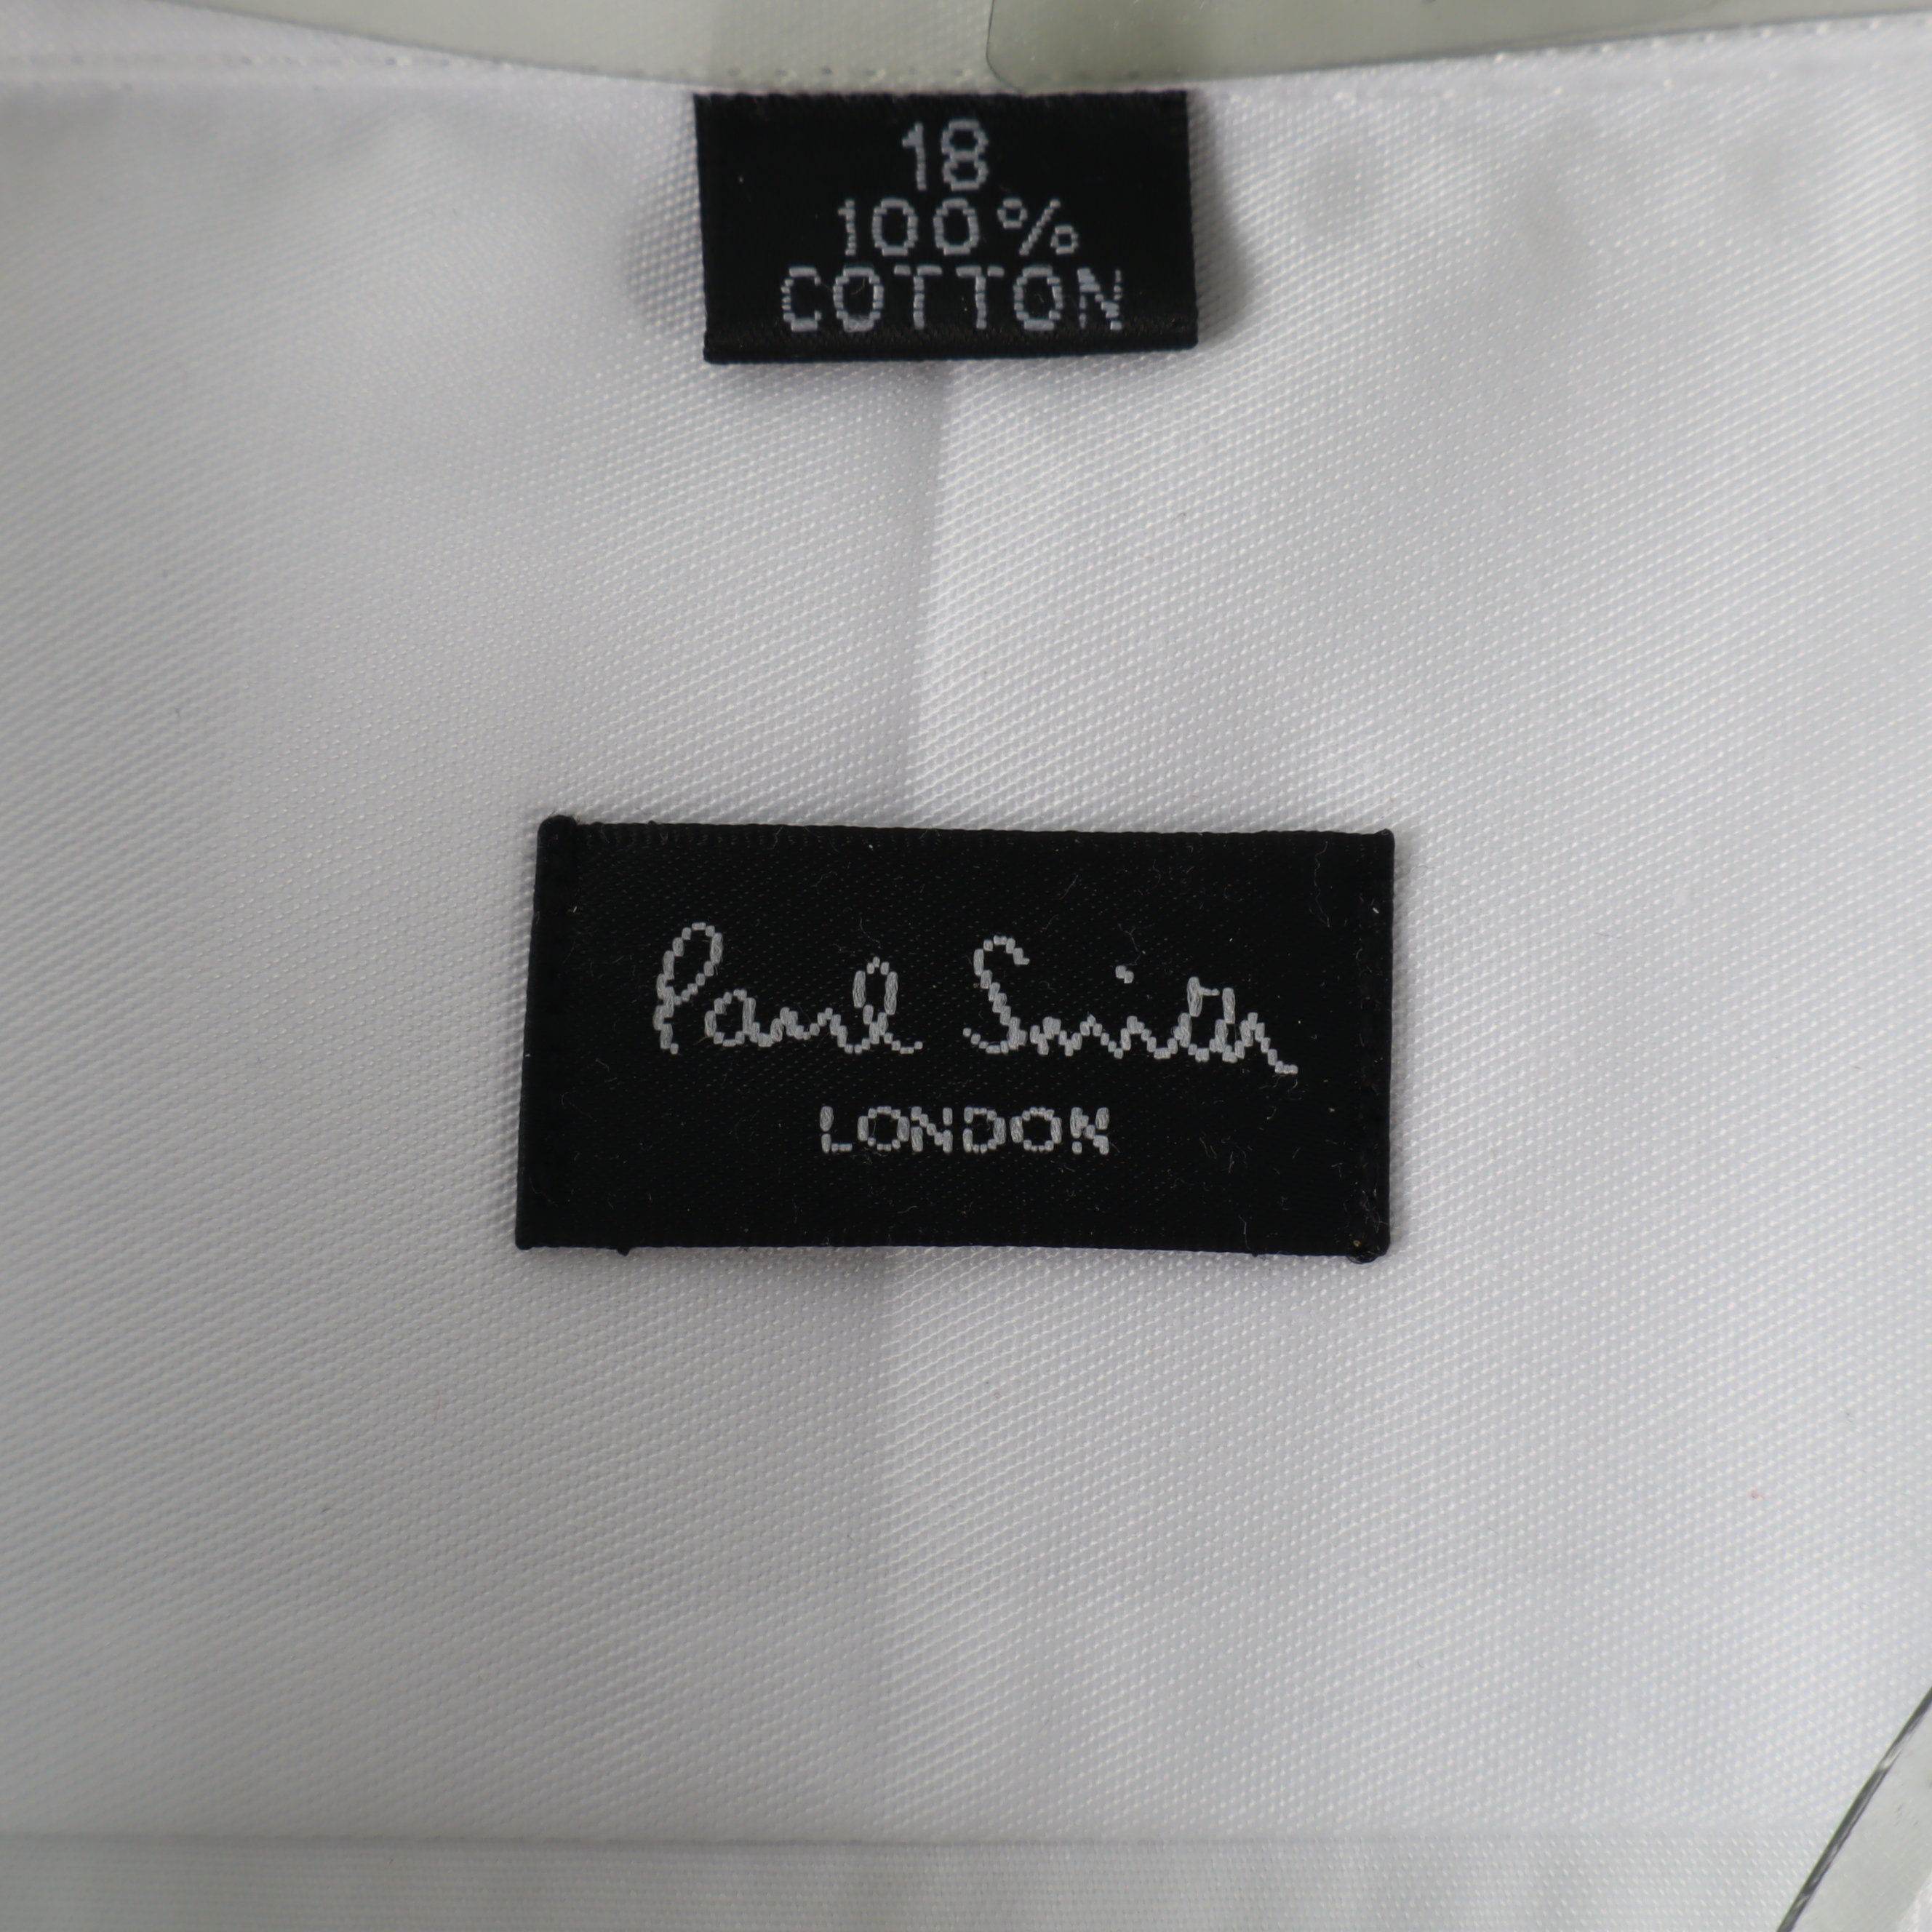 18
100%
COTTON
Paul Smith
LONDON